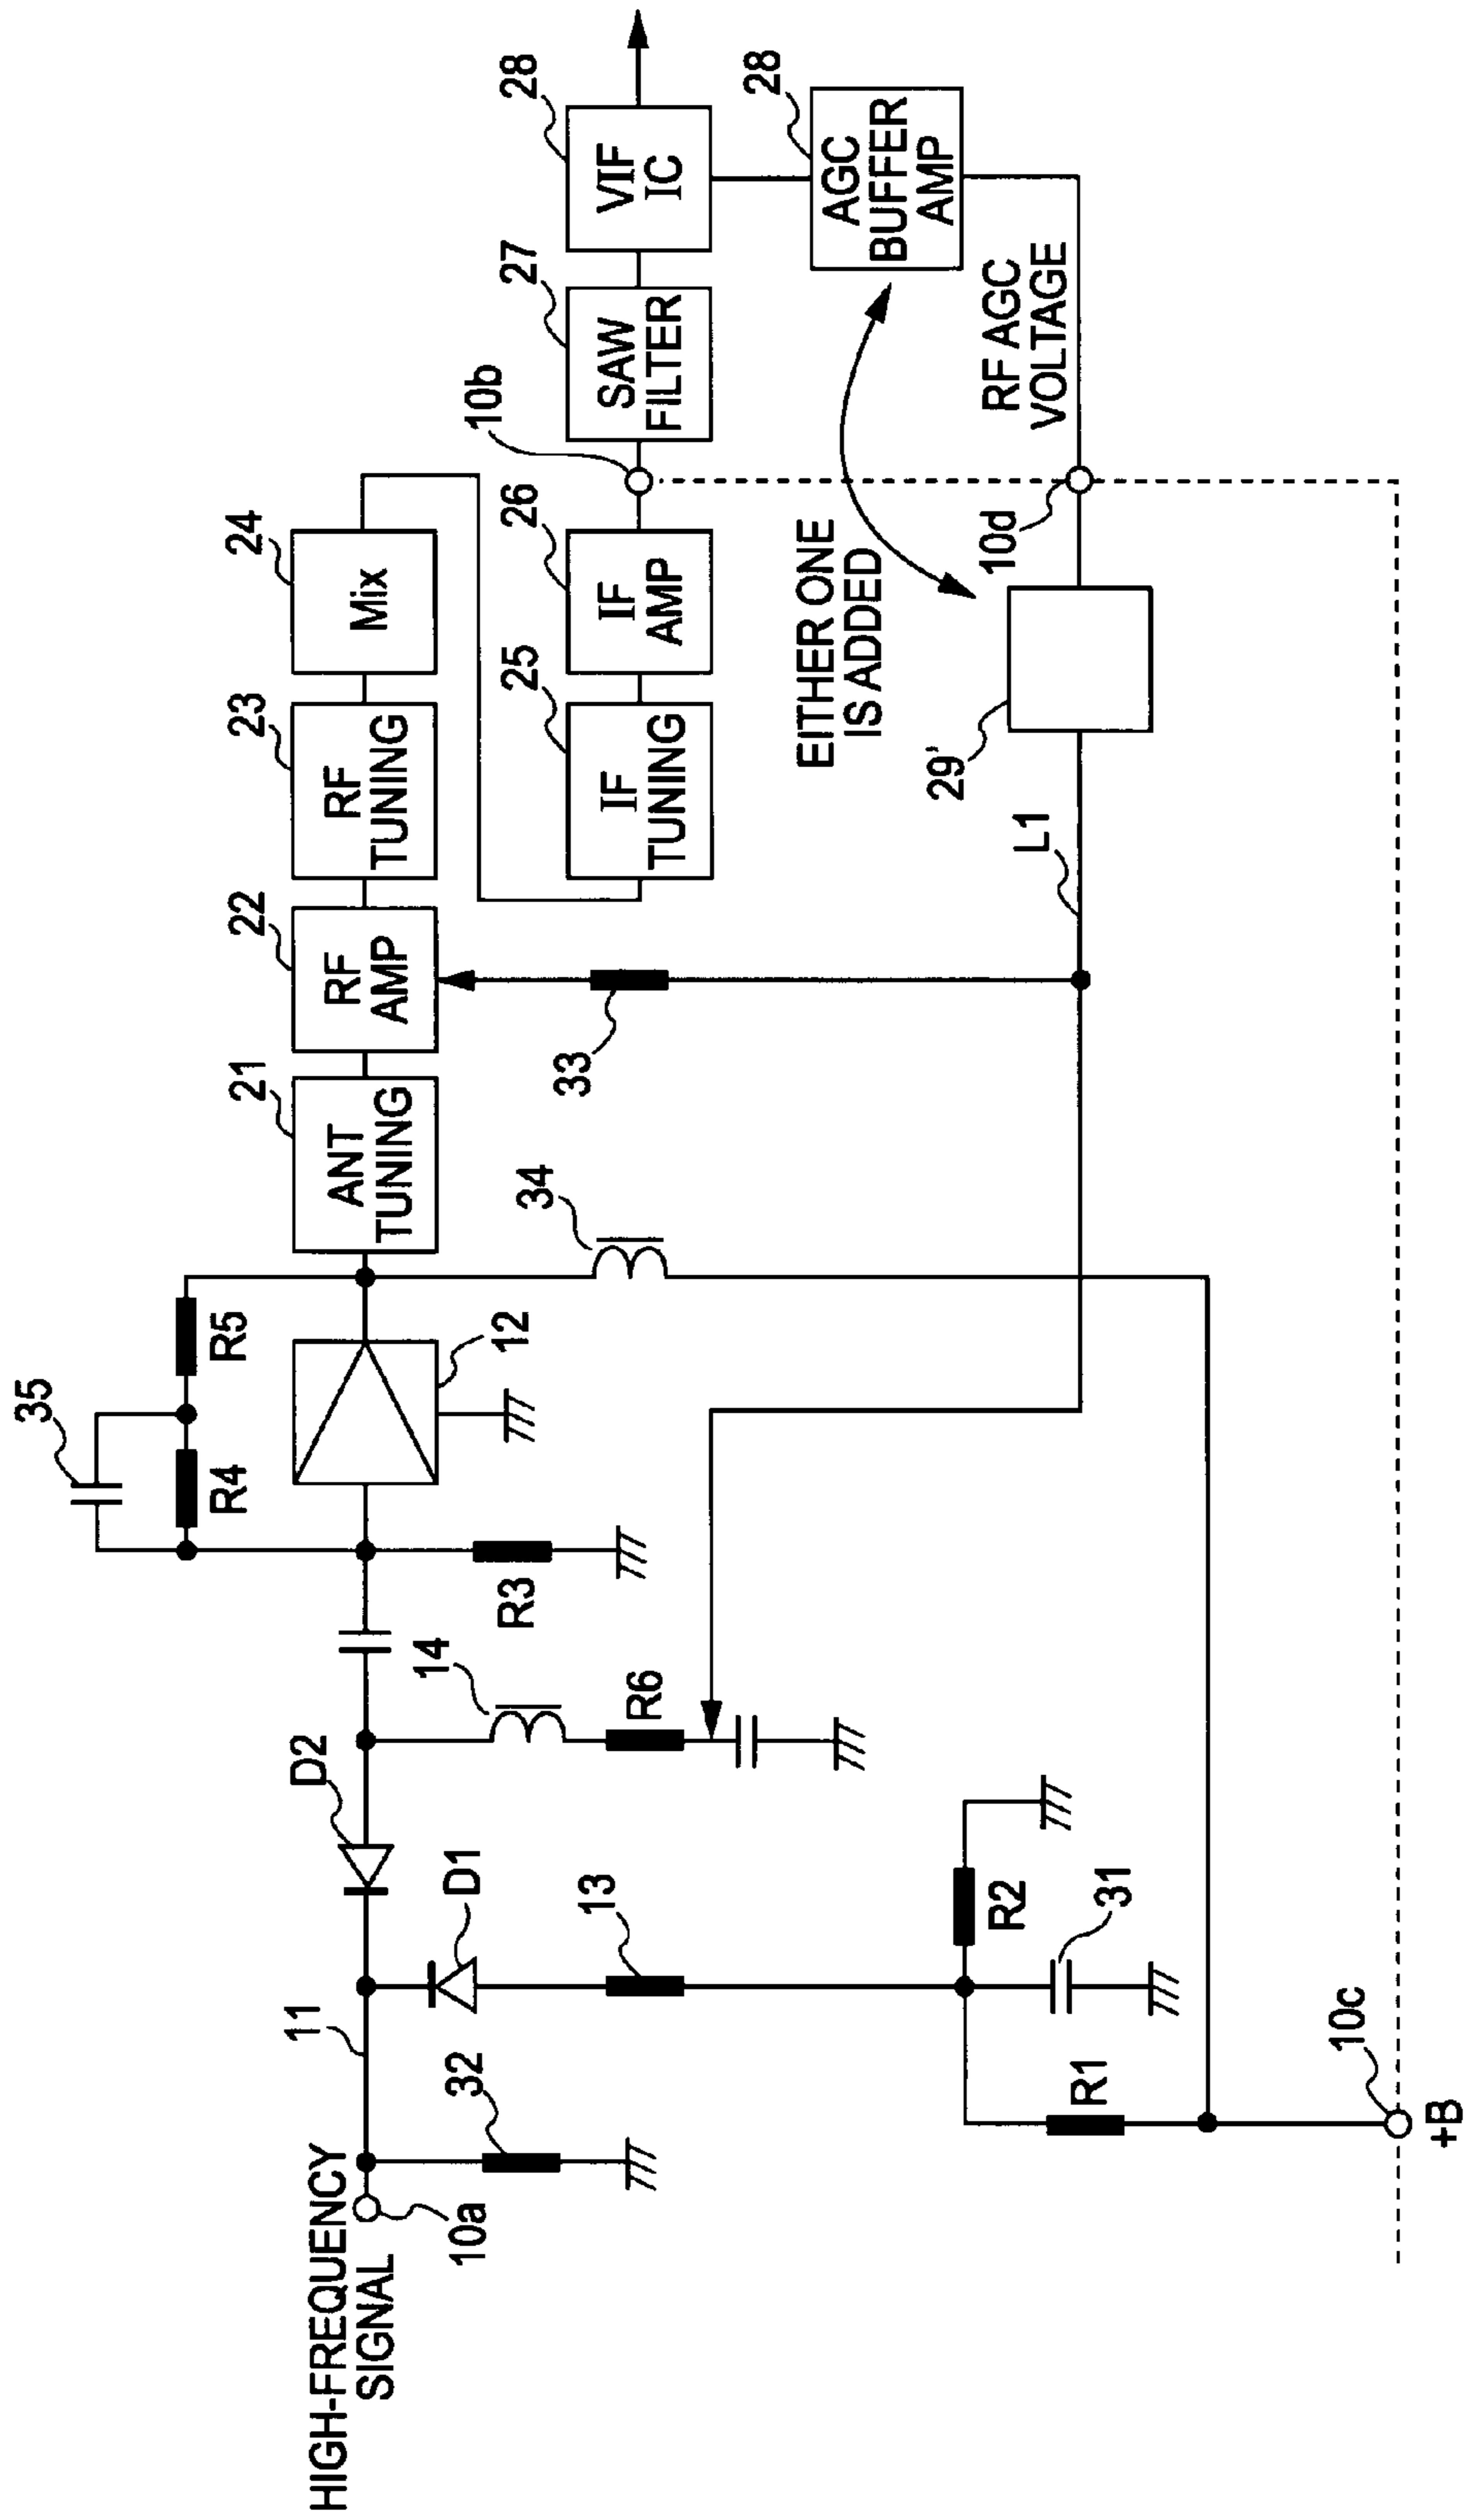 35
R4
R5
HIGH-FREQUENCY
SIGNAL
10a
11
32
D2
D1
13
14
R6
R3
12
34
21
ANT
TUNING
22
RF
AMP
23
RF
TUNING
24
Mix
33
25
IF
TUNING
26
IF
AMP
10b
27
SAW
FILTER
28
VIF
IC
28
AGC
BUFFER
AMP
EITHER ONE
IS ADDED
RF AGC
VOLTAGE
10d
29'
L1
R2
31
R1
10c
+B